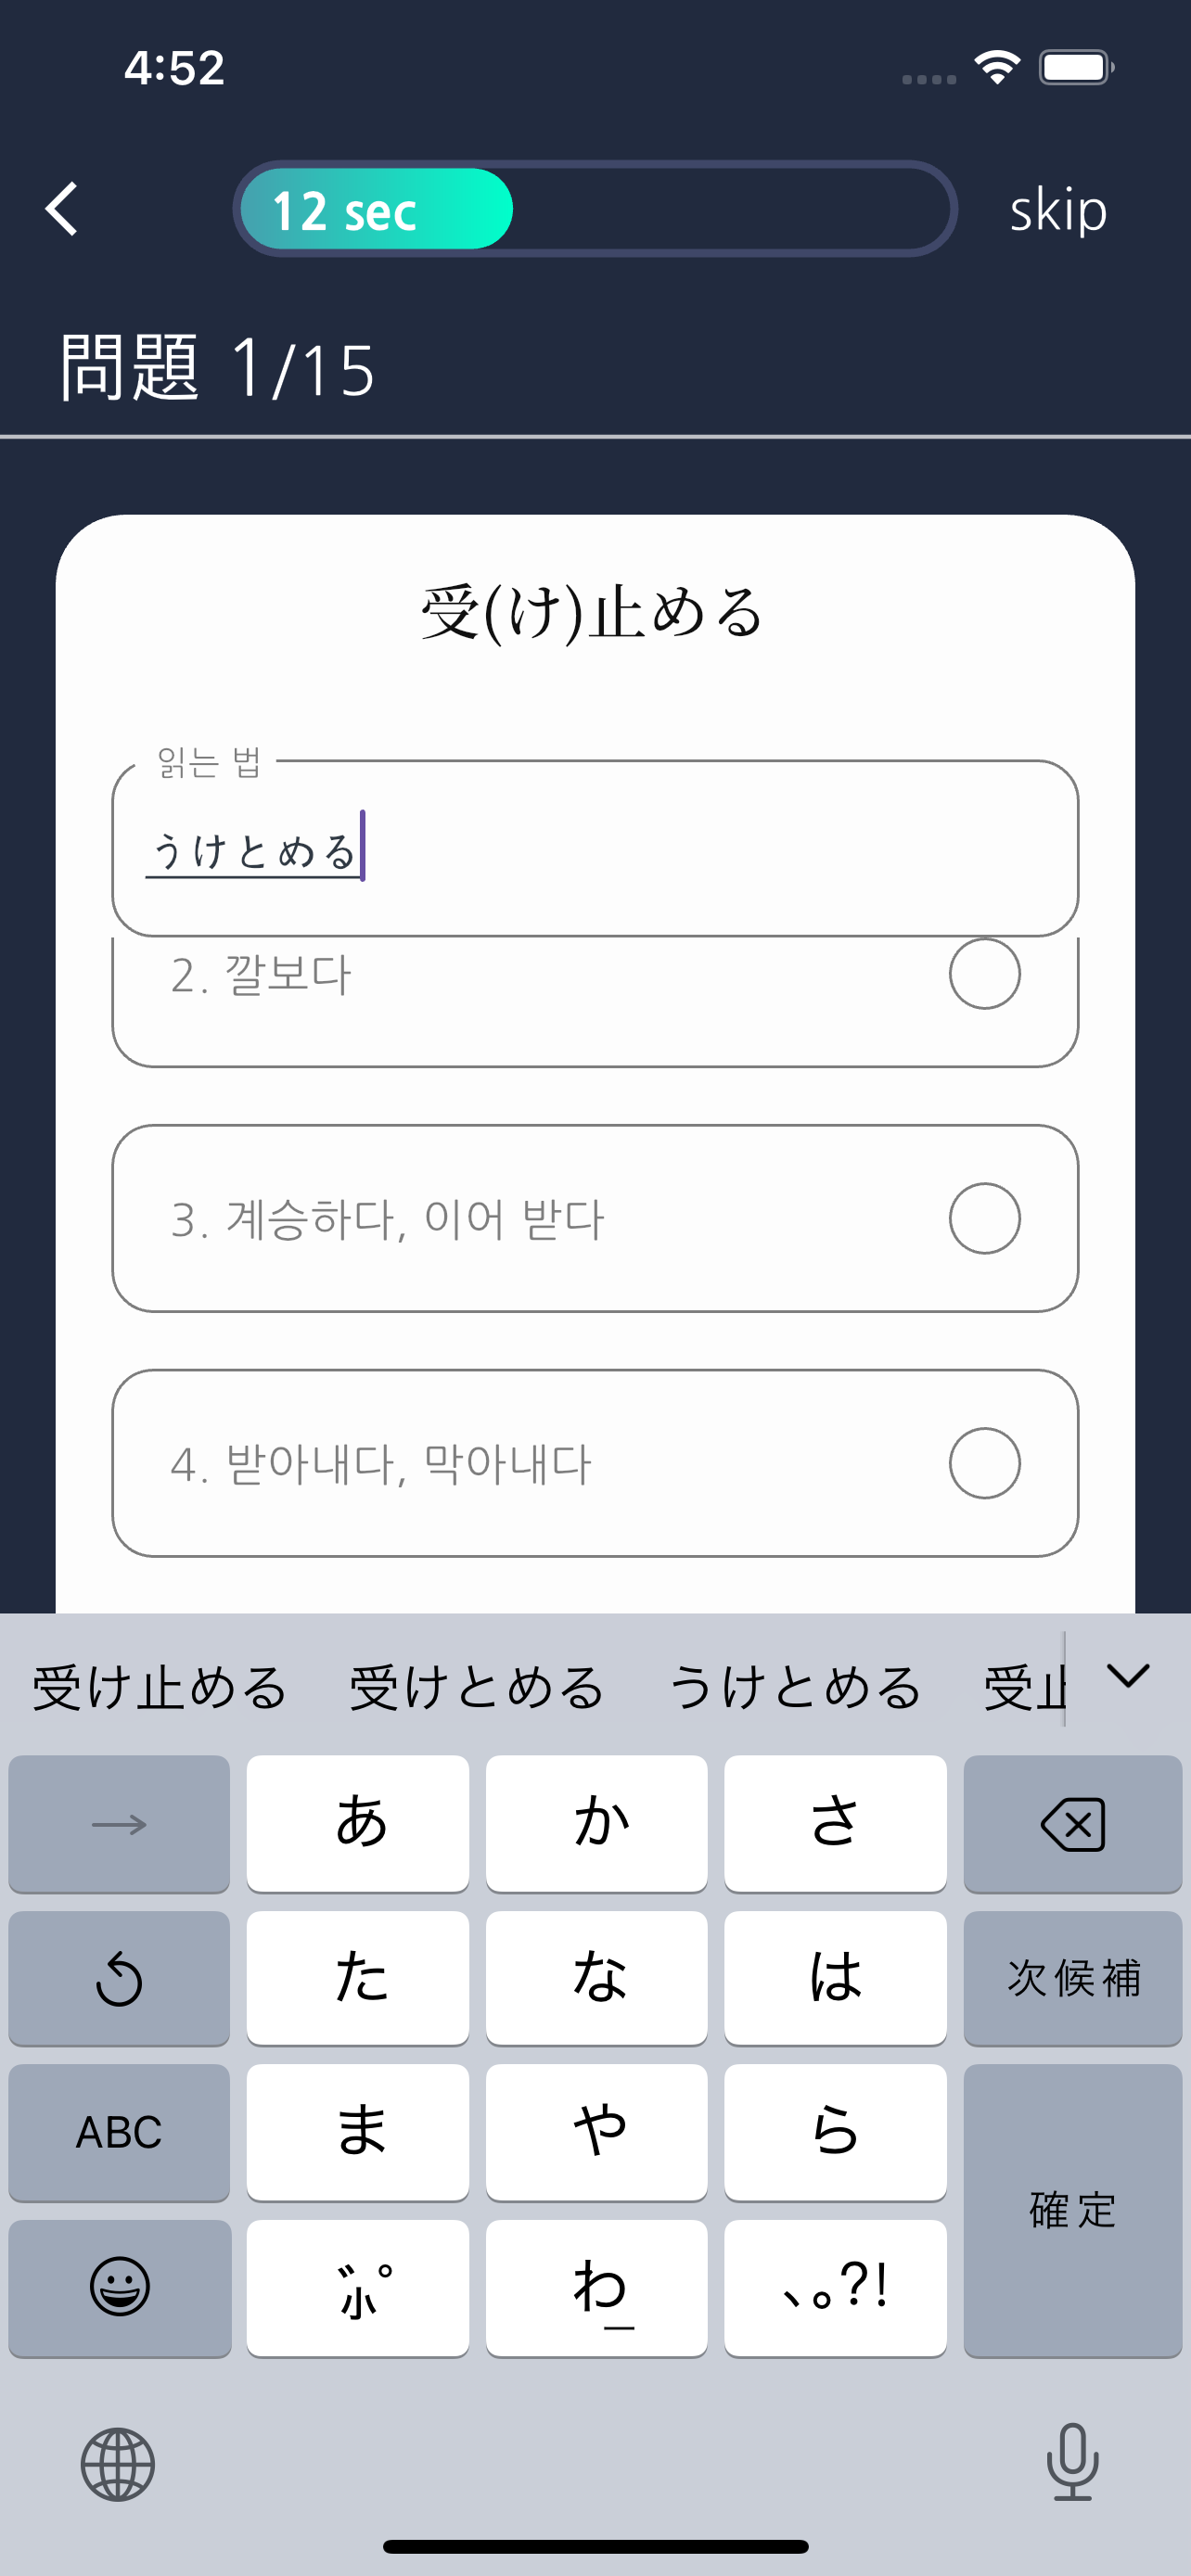 4:52
12 sec
skip
問題 1/15
受(け)止める
읽는 법
うけとめる
2. 깔보다
3. 계승하다, 이어 받다
4. 받아내다, 막아내다
受け止める 受けとめる うけとめる 受止
→ あ か さ
た な は 次候補
ABC ま や ら
確定
小゛゜ わ_ 、。?!